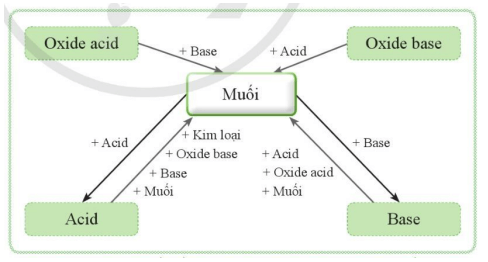 Oxide acid
Oxide base
+ Base
+ Acid
Muối
+ Acid
+ Kim loại
+ Oxide base
+ Base
+ Muối
+ Acid
+ Oxide acid
+ Muối
+ Base
Acid
Base